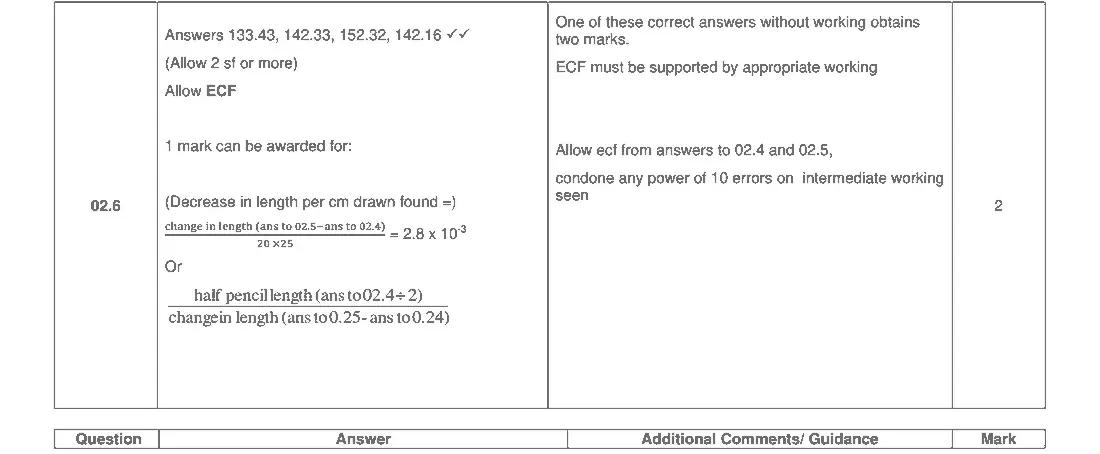 02.6
Answers 133.43, 142.33, 152.32, 142.16 ✓✓
(Allow 2 sf or more)
Allow ECF
1 mark can be awarded for:
(Decrease in length per cm drawn found =)
change in length (ans to 02.5−ans to 02.4)
20 ×25
= 2.8 x 10⁻³
Or
half pencil length (ans to 02.4÷ 2)
changein length (ans to 0.25- ans to 0.24)
One of these correct answers without working obtains
two marks.
ECF must be supported by appropriate working
Allow ecf from answers to 02.4 and 02.5,
condone any power of 10 errors on intermediate working
seen
2
Question Answer Additional Comments/ Guidance Mark